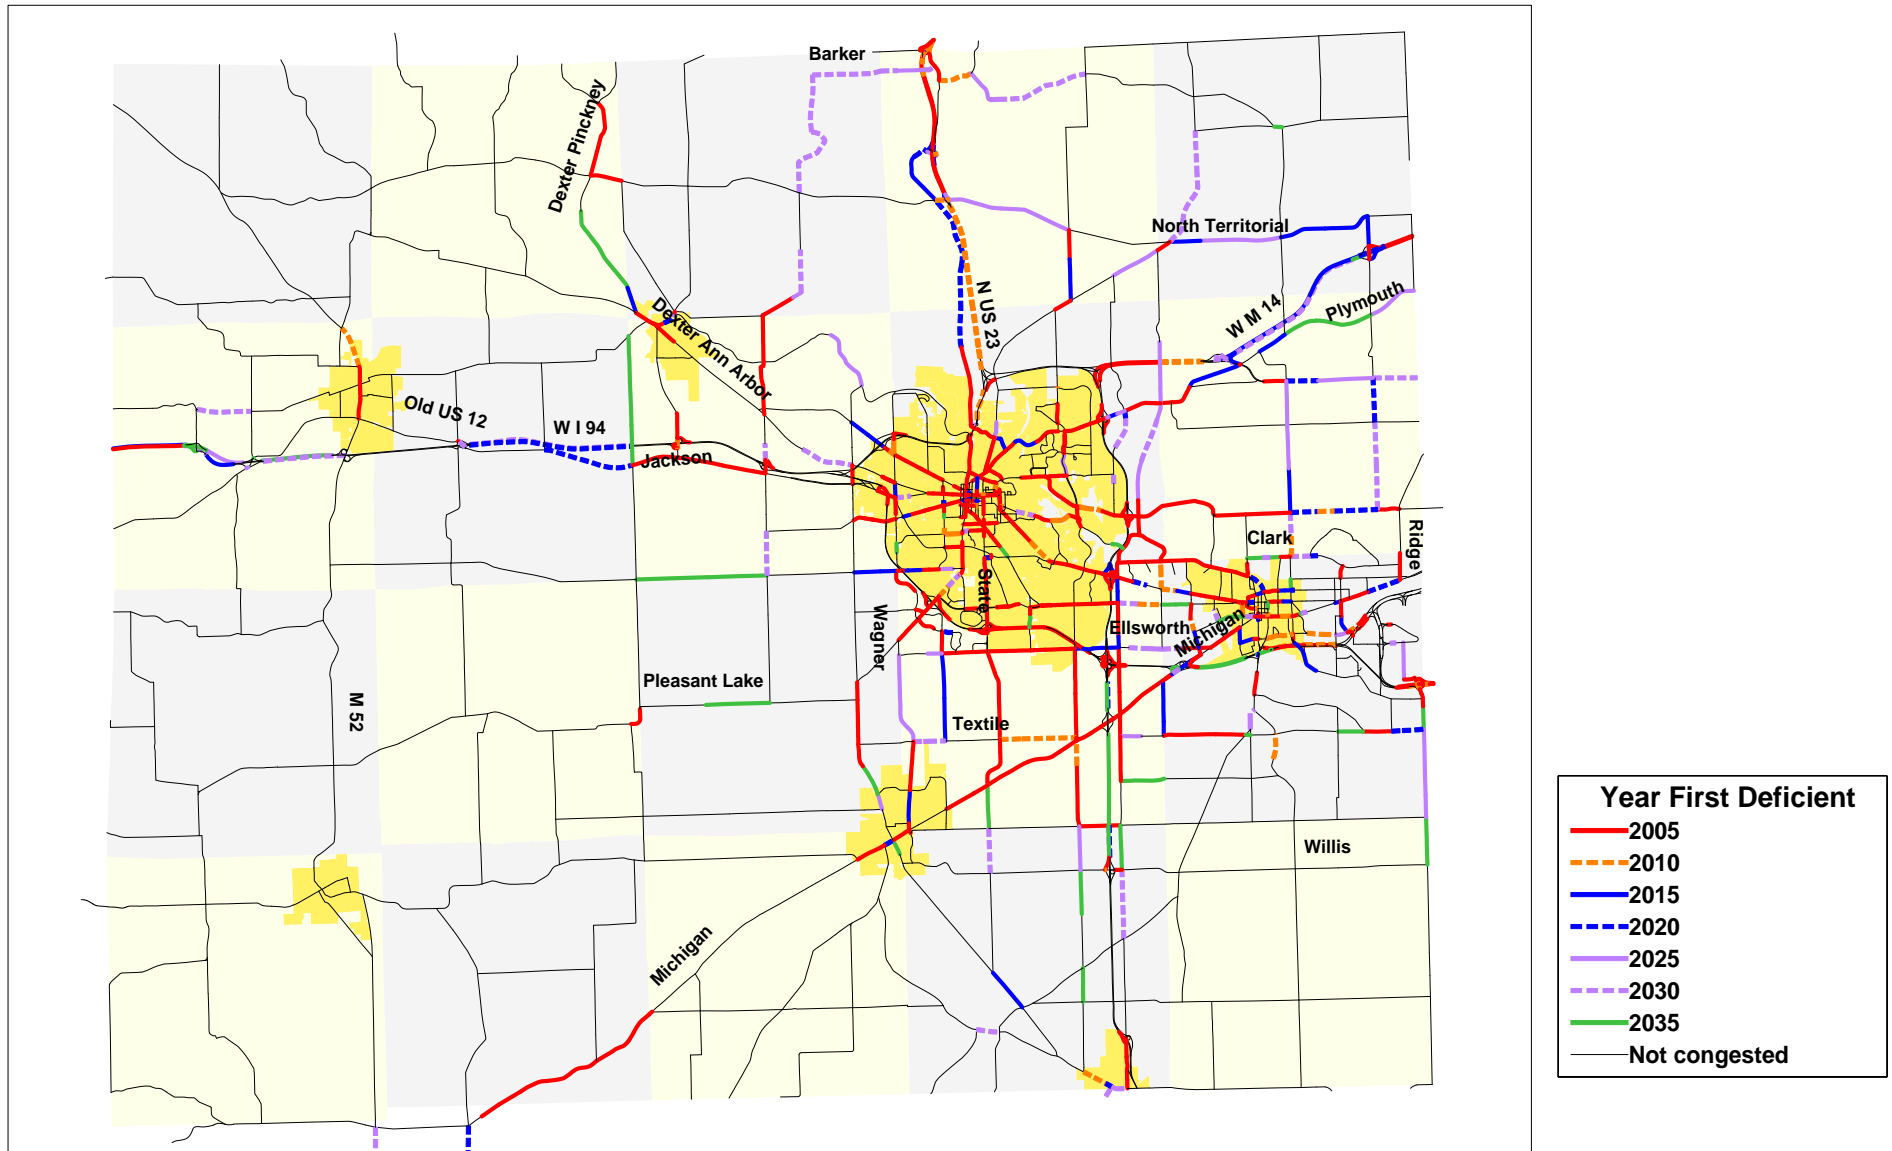 Barker
Dexter Pinckney
North Territorial
N US 23
W M 14
Plymouth
Dexter Ann Arbor
Old US 12
W I 94
Jackson
Clark
Ridge
State
Wagner
Ellsworth
Michigan
Pleasant Lake
M 52
Textile
Willis
Michigan
Year First Deficient
2005
2010
2015
2020
2025
2030
2035
Not congested